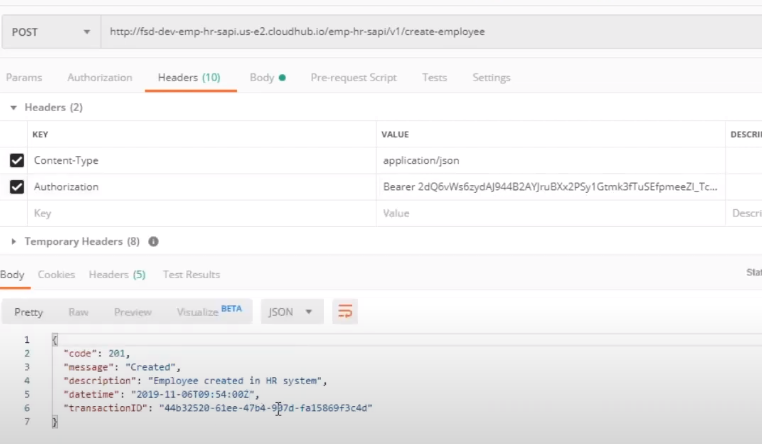 POST http://fsd-dev-emp-hr-sapi.us-e2.cloudhub.io/emp-hr-sapi/v1/create-employee
Params Authorization Headers (10) Body Pre-request Script Tests Settings
Headers (2)
KEY VALUE DESCRI
Content-Type application/json
Authorization Bearer 2dQ6vWs6zydAJ944B2AYJruBXx2PSy1Gtmk3fTuSEfpmeeZI_Tc...
Key Value Descri
Temporary Headers (8)
Body Cookies Headers (5) Test Results Stat
Pretty Raw Preview Visualize BETA JSON
1 {
2 "code": 201,
3 "message": "Created",
4 "description": "Employee created in HR system",
5 "datetime": "2019-11-06T09:54:00Z",
6 "transactionID": "44b32520-61ee-47b4-907d-fa15869f3c4d"
7 }